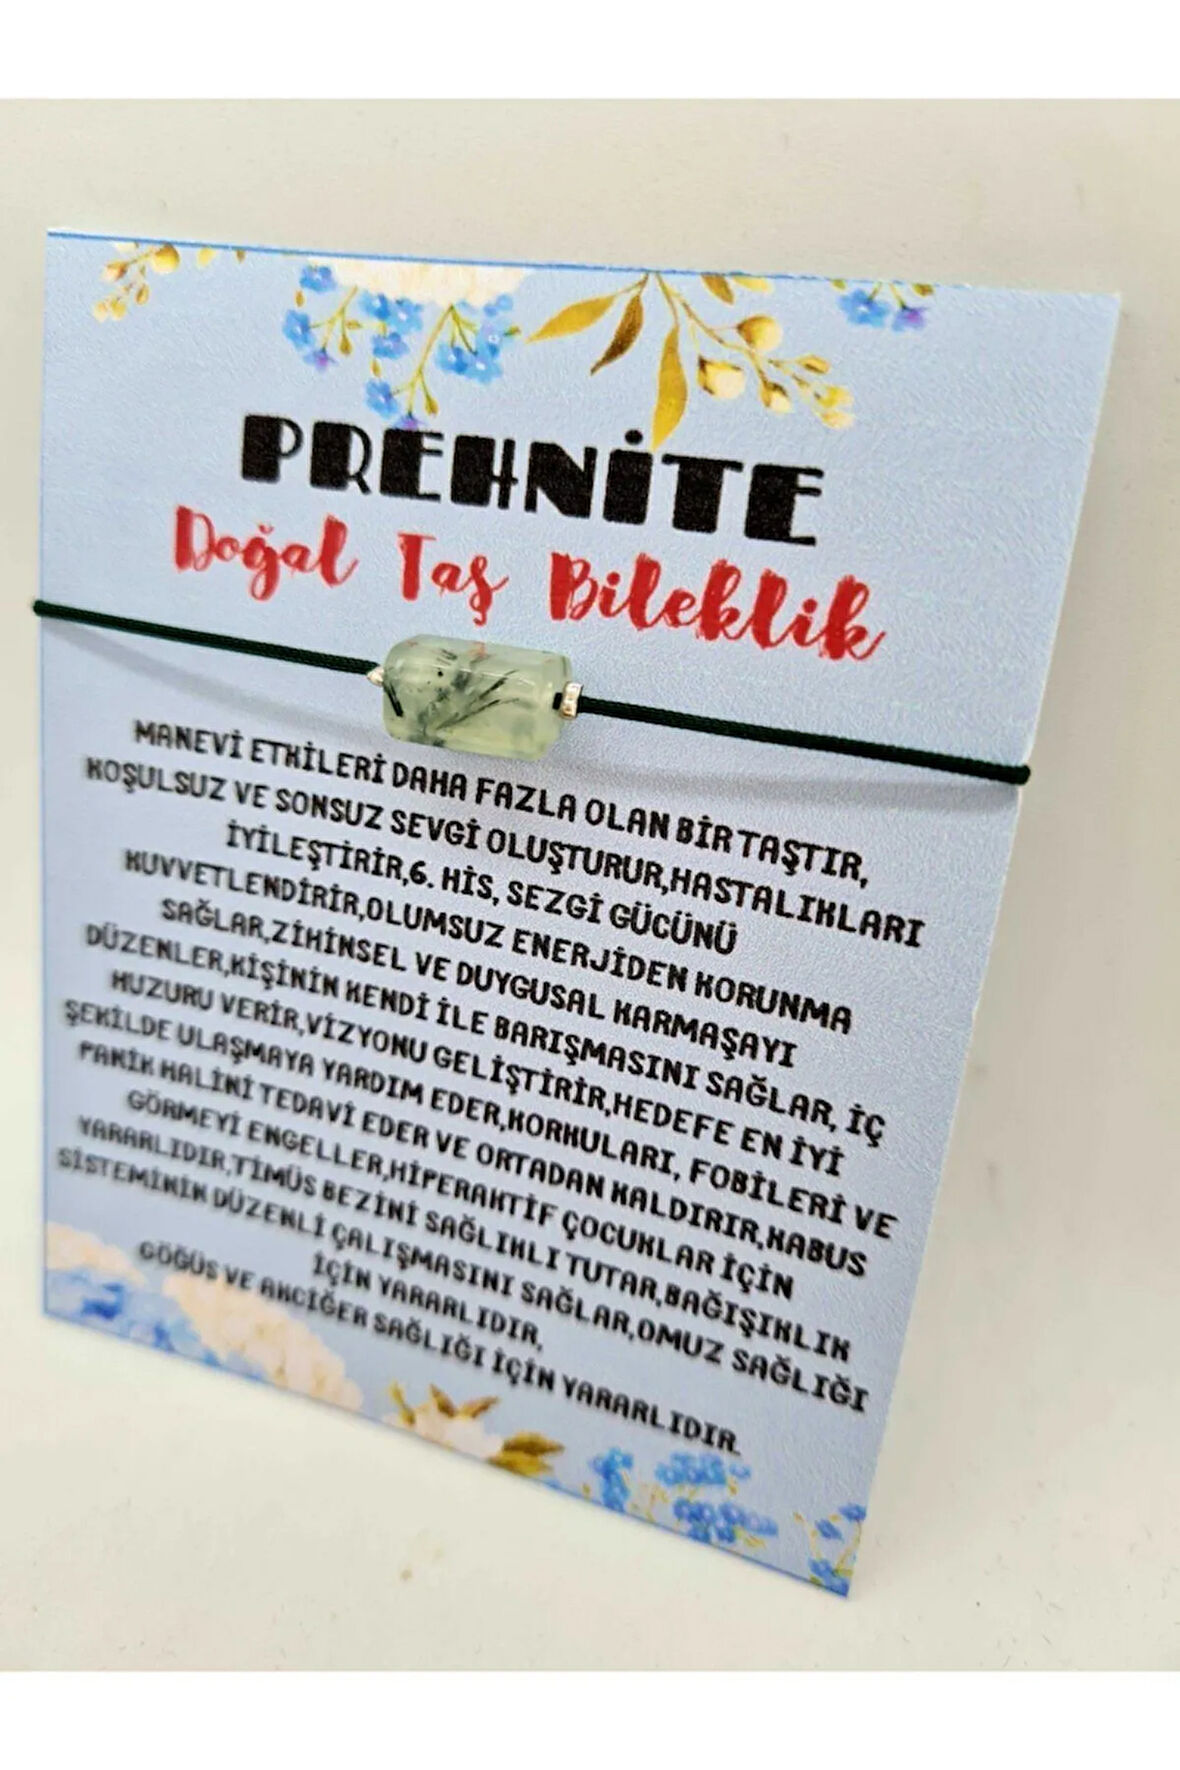 PREHNİTE
Doğal Taş Bileklik
MANEVİ ETKİLERİ DAHA FAZLA OLAN BİR TAŞTIR,
KOŞULSUZ VE SONSUZ SEVGİ OLUŞTURUR,HASTALIKLARI
İYİLEŞTİRİR,6. HİS, SEZGİ GÜCÜNÜ
KUVVETLENDİRİR,OLUMSUZ ENERJİDEN KORUNMA
SAĞLAR,ZİHİNSEL VE DUYGUSAL KARMAŞAYI
DÜZENLER,KİŞİNİN KENDİ İLE BARIŞMASINI SAĞLAR, İÇ
HUZURU VERİR,VİZYONU GELİŞTİRİR,HEDEFE EN İYİ
ŞEKİLDE ULAŞMAYA YARDIM EDER,KORKULARI, FOBİLERİ VE
PANİK HALİNİ TEDAVİ EDER VE ORTADAN KALDIRIR,KABUS
GÖRMEYİ ENGELLER,HİPERAKTİF ÇOCUKLAR İÇİN
YARARLIDIR,TİMÜS BEZİNİ SAĞLIKLI TUTAR,BAĞIŞIKLIK
SİSTEMİNİN DÜZENLİ ÇALIŞMASINI SAĞLAR,OMUZ SAĞLIĞI
İÇİN YARARLIDIR,
GÖĞÜS VE AKCİĞER SAĞLIĞI İÇİN YARARLIDIR.